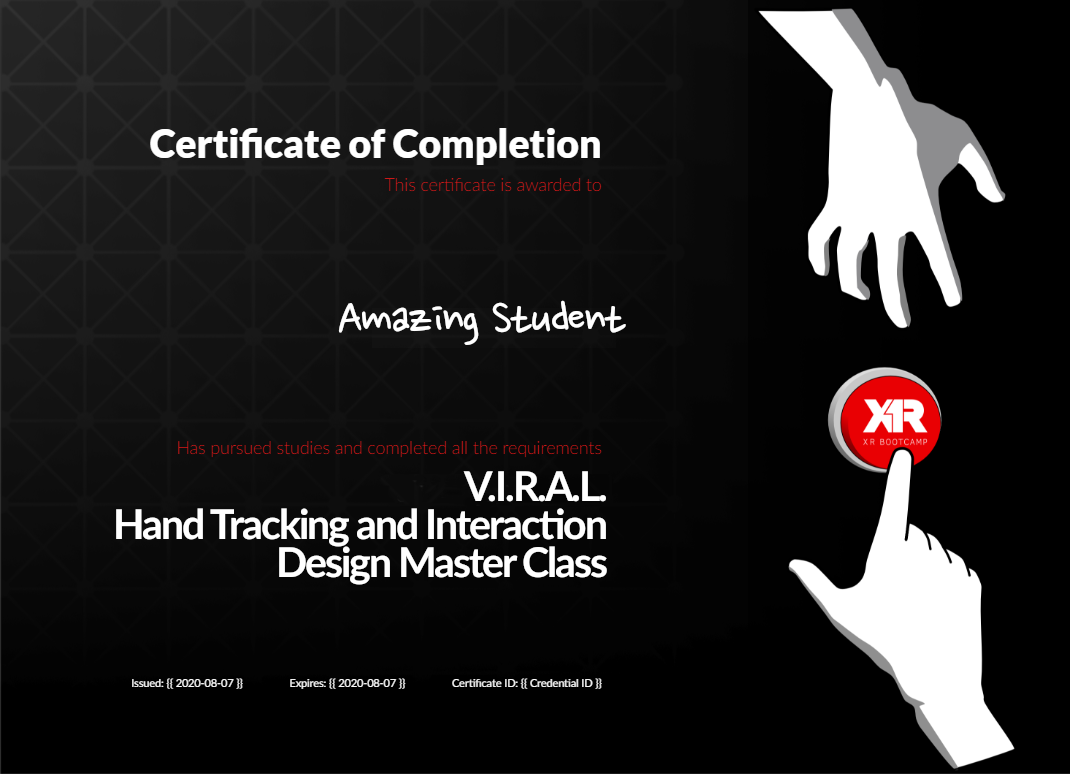 Certificate of Completion
This certificate is awarded to
Amazing Student
XR
XR BOOTCAMP
Has pursued studies and completed all the requirements
V.I.R.A.L.
Hand Tracking and Interaction
Design Master Class
Issued: {{ 2020-08-07 }} Expires: {{ 2020-08-07 }} Certificate ID: {{ Credential ID }}